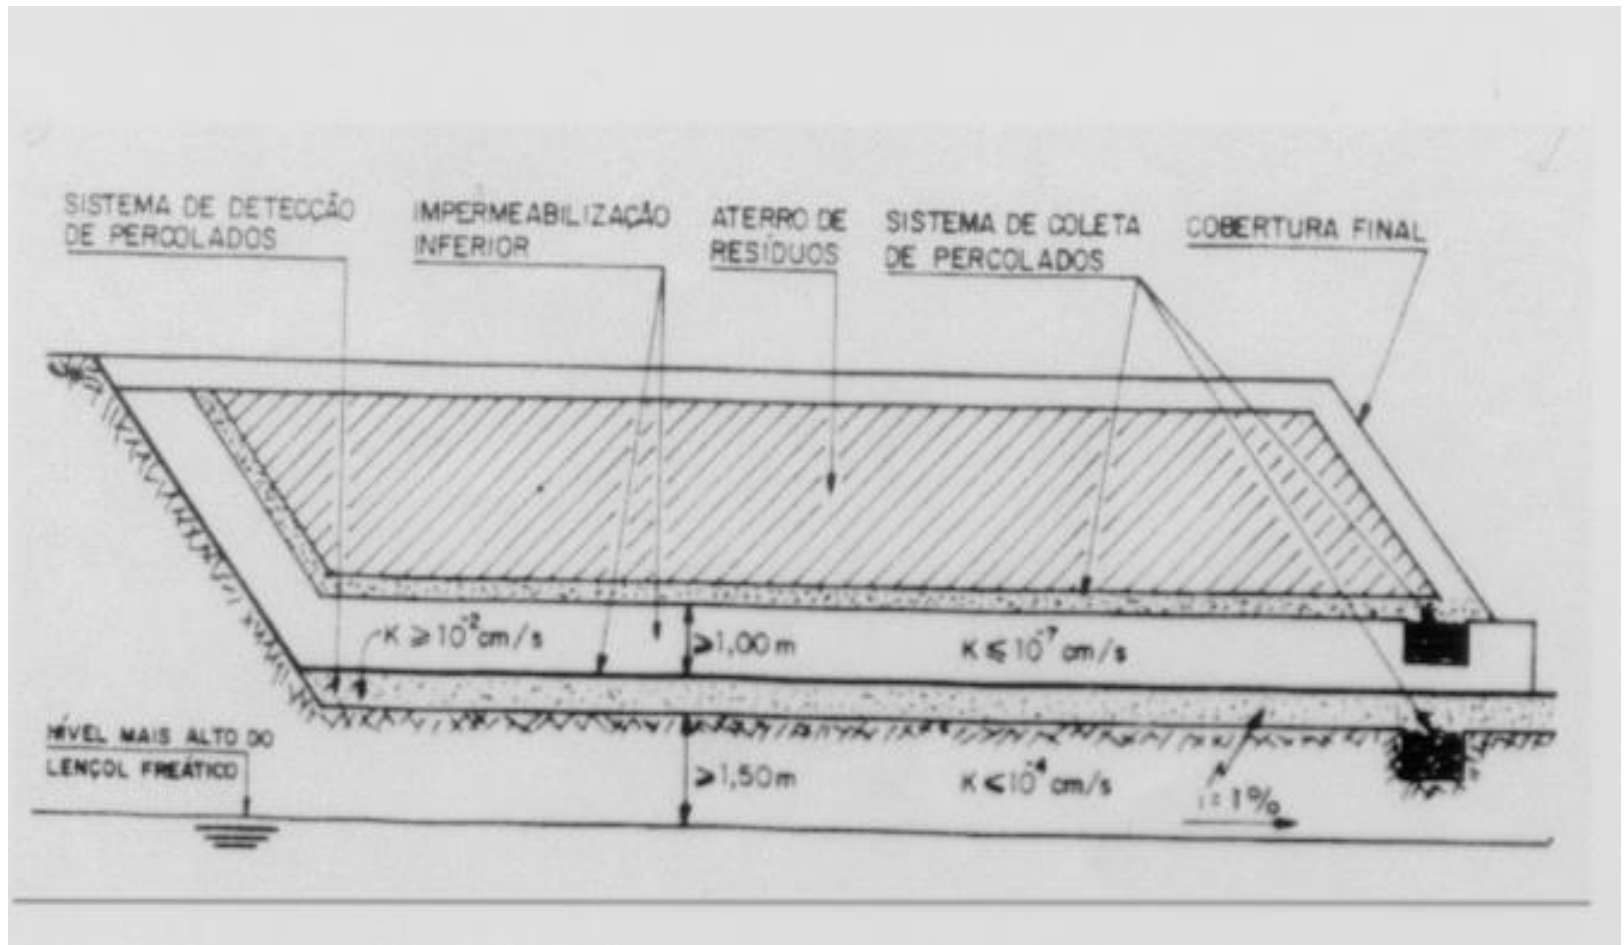 SISTEMA DE DETECÇÃO
DE PERCOLADOS
IMPERMEABILIZAÇÃO
INFERIOR
ATERRO DE
RESÍDUOS
SISTEMA DE COLETA
DE PERCOLADOS
COBERTURA FINAL
K ⩾ 10⁻² cm/s
⩾1,00 m
K ⩽ 10⁻⁷ cm/s
NÍVEL MAIS ALTO DO
LENÇOL FREÁTICO
⩾1,50 m
K ⩽ 10⁻⁴ cm/s
i = 1%